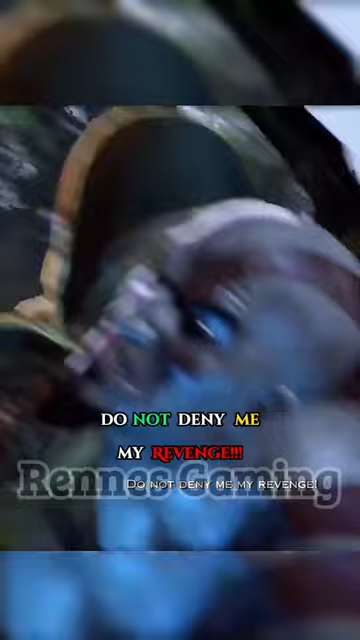 DO NOT DENY ME
MY REVENGE!!!
Rennes Gaming
DO NOT DENY ME MY REVENGE!